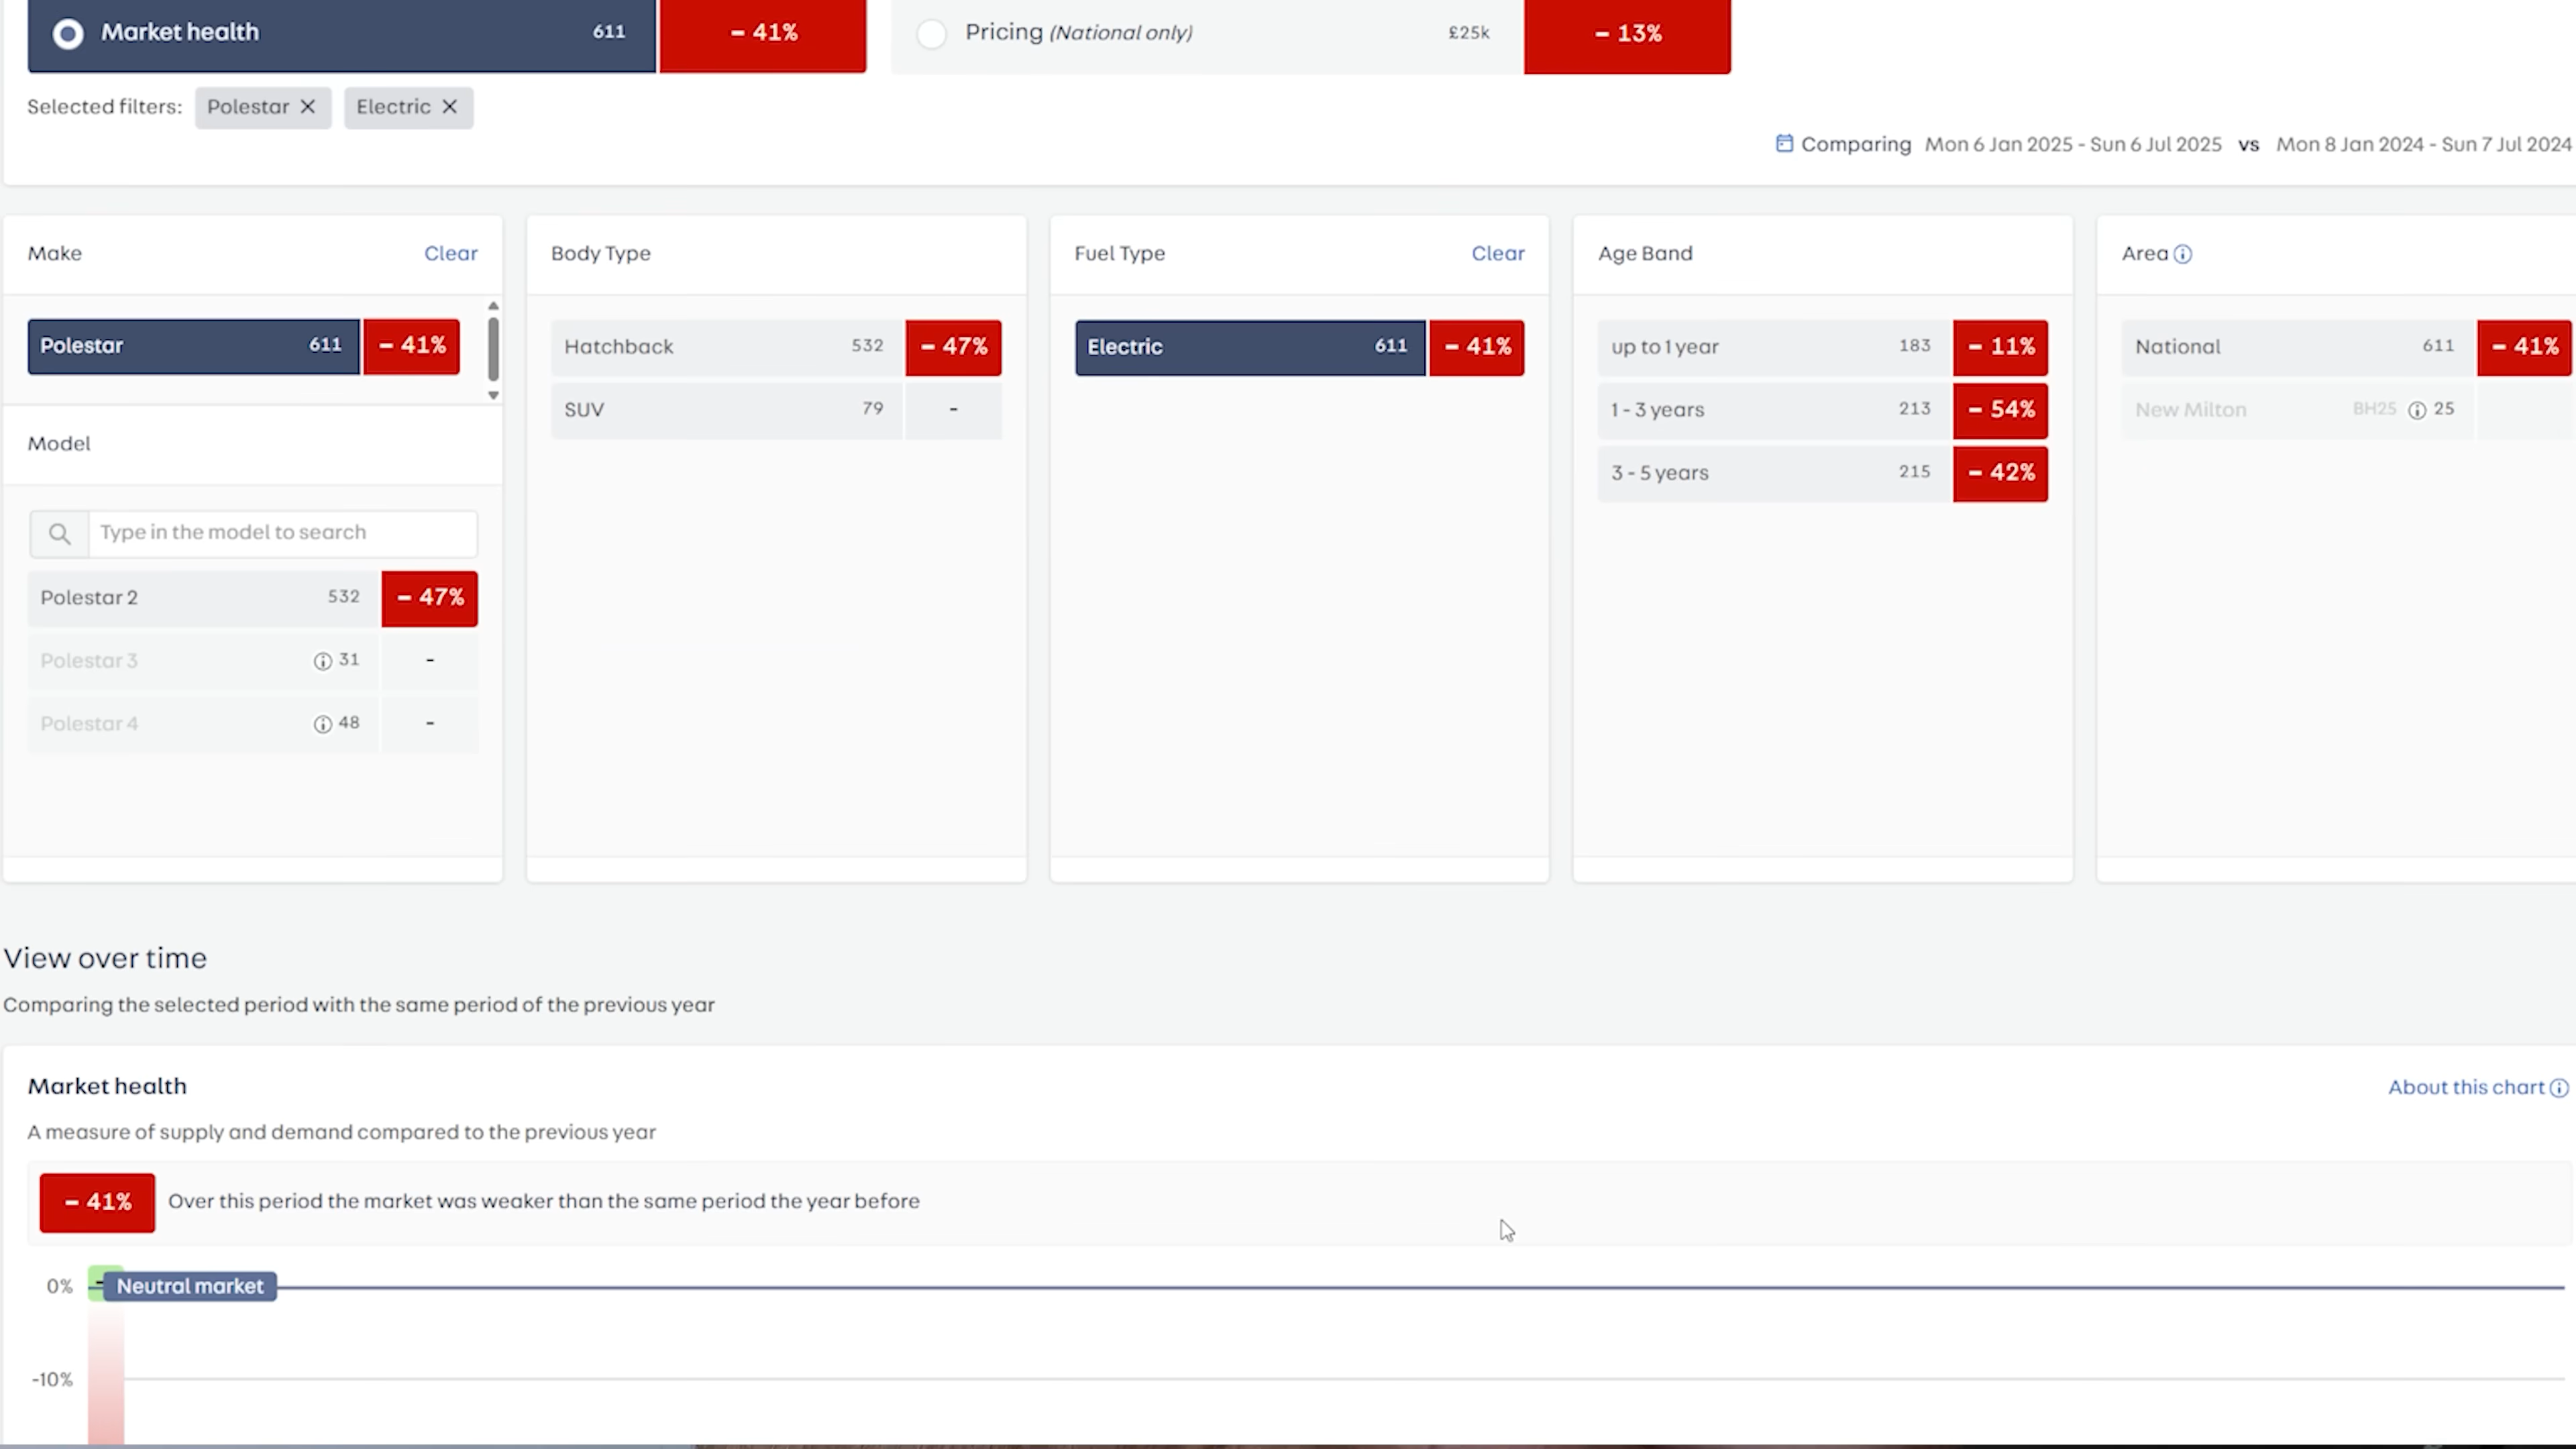 Market health 611 – 41% Pricing (National only) £25k – 13%
Selected filters: Polestar Electric
Comparing Mon 6 Jan 2025 - Sun 6 Jul 2025 vs Mon 8 Jan 2024 - Sun 7 Jul 2024
Make Clear
Polestar 611 – 41%
Model
Type in the model to search
Polestar 2 532 – 47%
Polestar 3 31 -
Polestar 4 48 -
Body Type
Hatchback 532 – 47%
SUV 79 -
Fuel Type Clear
Electric 611 – 41%
Age Band
up to 1 year 183 – 11%
1 - 3 years 213 – 54%
3 - 5 years 215 – 42%
Area
National 611 – 41%
New Milton BH25 25
View over time
Comparing the selected period with the same period of the previous year
Market health About this chart
A measure of supply and demand compared to the previous year
– 41% Over this period the market was weaker than the same period the year before
0% Neutral market
-10%